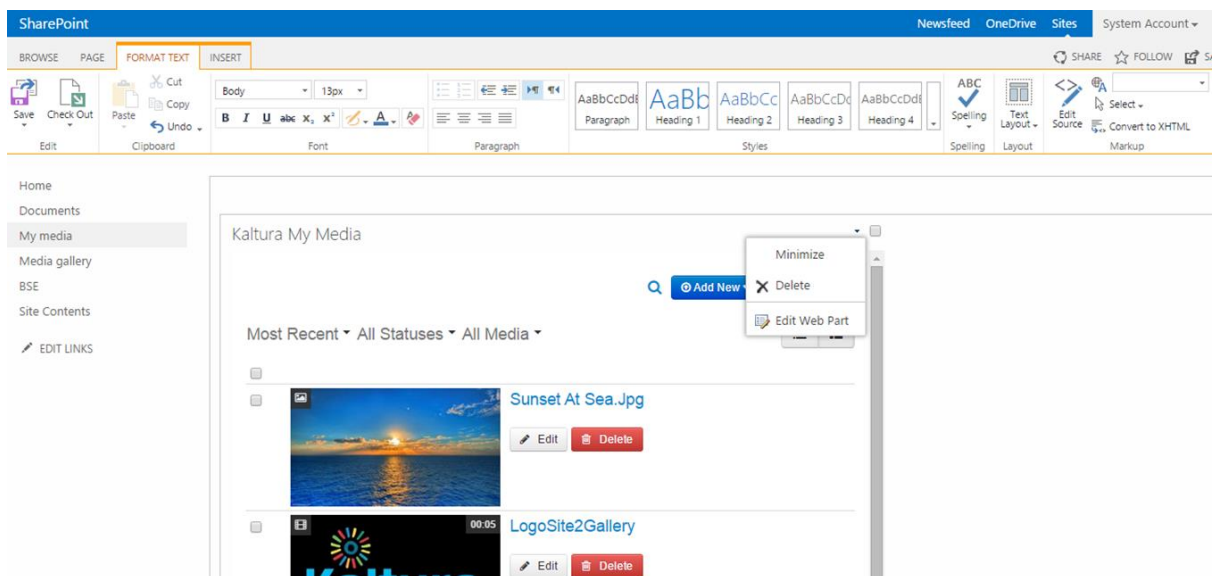 SharePoint Newsfeed OneDrive Sites System Account
BROWSE PAGE FORMAT TEXT INSERT SHARE FOLLOW
Save Check Out Paste Cut Copy Undo
Body 13px
B I U abc X₂ X² A
AaBbCcDdE AaBb AaBbCc AaBbCcDc AaBbCcDdE
Paragraph Heading 1 Heading 2 Heading 3 Heading 4
ABC Spelling Text Layout Edit Source Select Convert to XHTML
Edit Clipboard Font Paragraph Styles Spelling Layout Markup
Home
Documents
My media
Media gallery
BSE
Site Contents
EDIT LINKS
Kaltura My Media
Minimize
Delete
Edit Web Part
Add New
Most Recent All Statuses All Media
Sunset At Sea.Jpg
Edit Delete
00:05 LogoSite2Gallery
Edit Delete